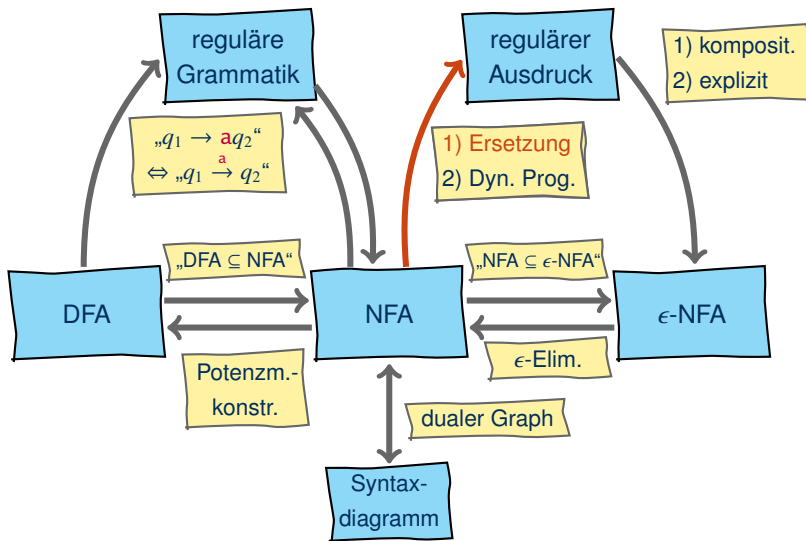 reguläre
Grammatik
regulärer
Ausdruck
1) komposit.
2) explizit
„q₁ → aq₂“
⇔ „q₁ →ᵃ q₂“
1) Ersetzung
2) Dyn. Prog.
„DFA ⊆ NFA“
„NFA ⊆ ϵ-NFA“
DFA
NFA
ϵ-NFA
Potenzm.-
konstr.
ϵ-Elim.
dualer Graph
Syntax-
diagramm